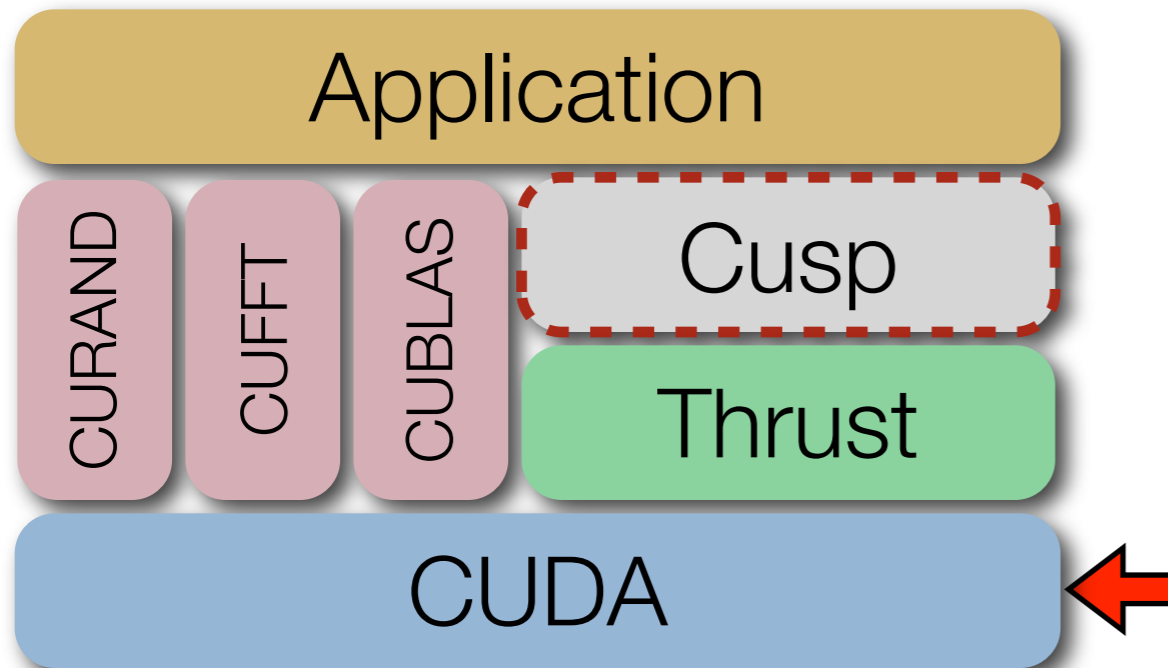 Application
CURAND
CUFFT
CUBLAS
Cusp
Thrust
CUDA